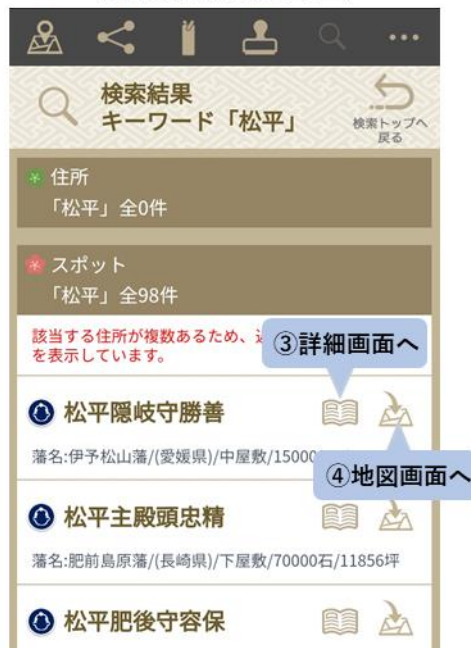 検索結果
キーワード「松平」
検索トップへ
戻る
住所
「松平」全0件
スポット
「松平」全98件
該当する住所が複数あるため、
を表示しています。
③詳細画面へ
松平隠岐守勝善
藩名:伊予松山藩/(愛媛県)/中屋敷/15000
④地図画面へ
松平主殿頭忠精
藩名:肥前島原藩/(長崎県)/下屋敷/70000石/11856坪
松平肥後守容保